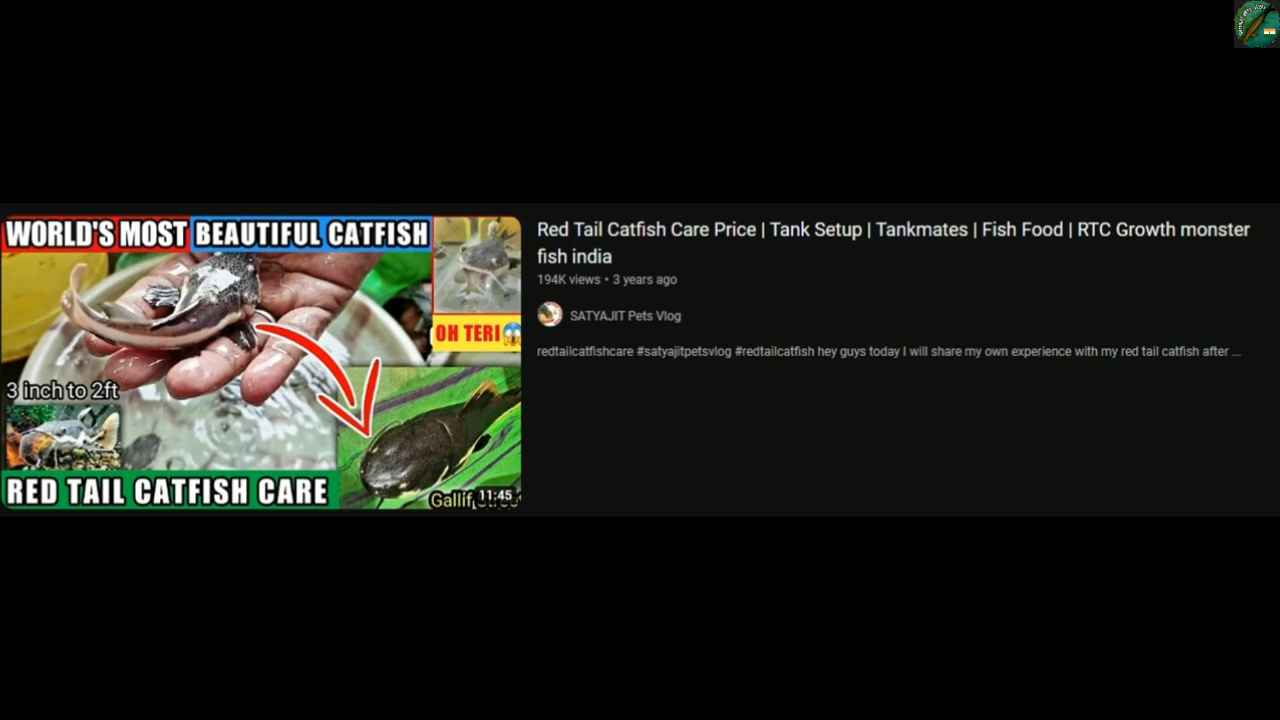 WORLD'S MOST BEAUTIFUL CATFISH
OH TERI
3 inch to 2ft
RED TAIL CATFISH CARE
11:45
Red Tail Catfish Care Price | Tank Setup | Tankmates | Fish Food | RTC Growth monster
fish india
194K views • 3 years ago
SATYAJIT Pets Vlog
redtailcatfishcare #satyajitpetsvlog #redtailcatfish hey guys today I will share my own experience with my red tail catfish after ...